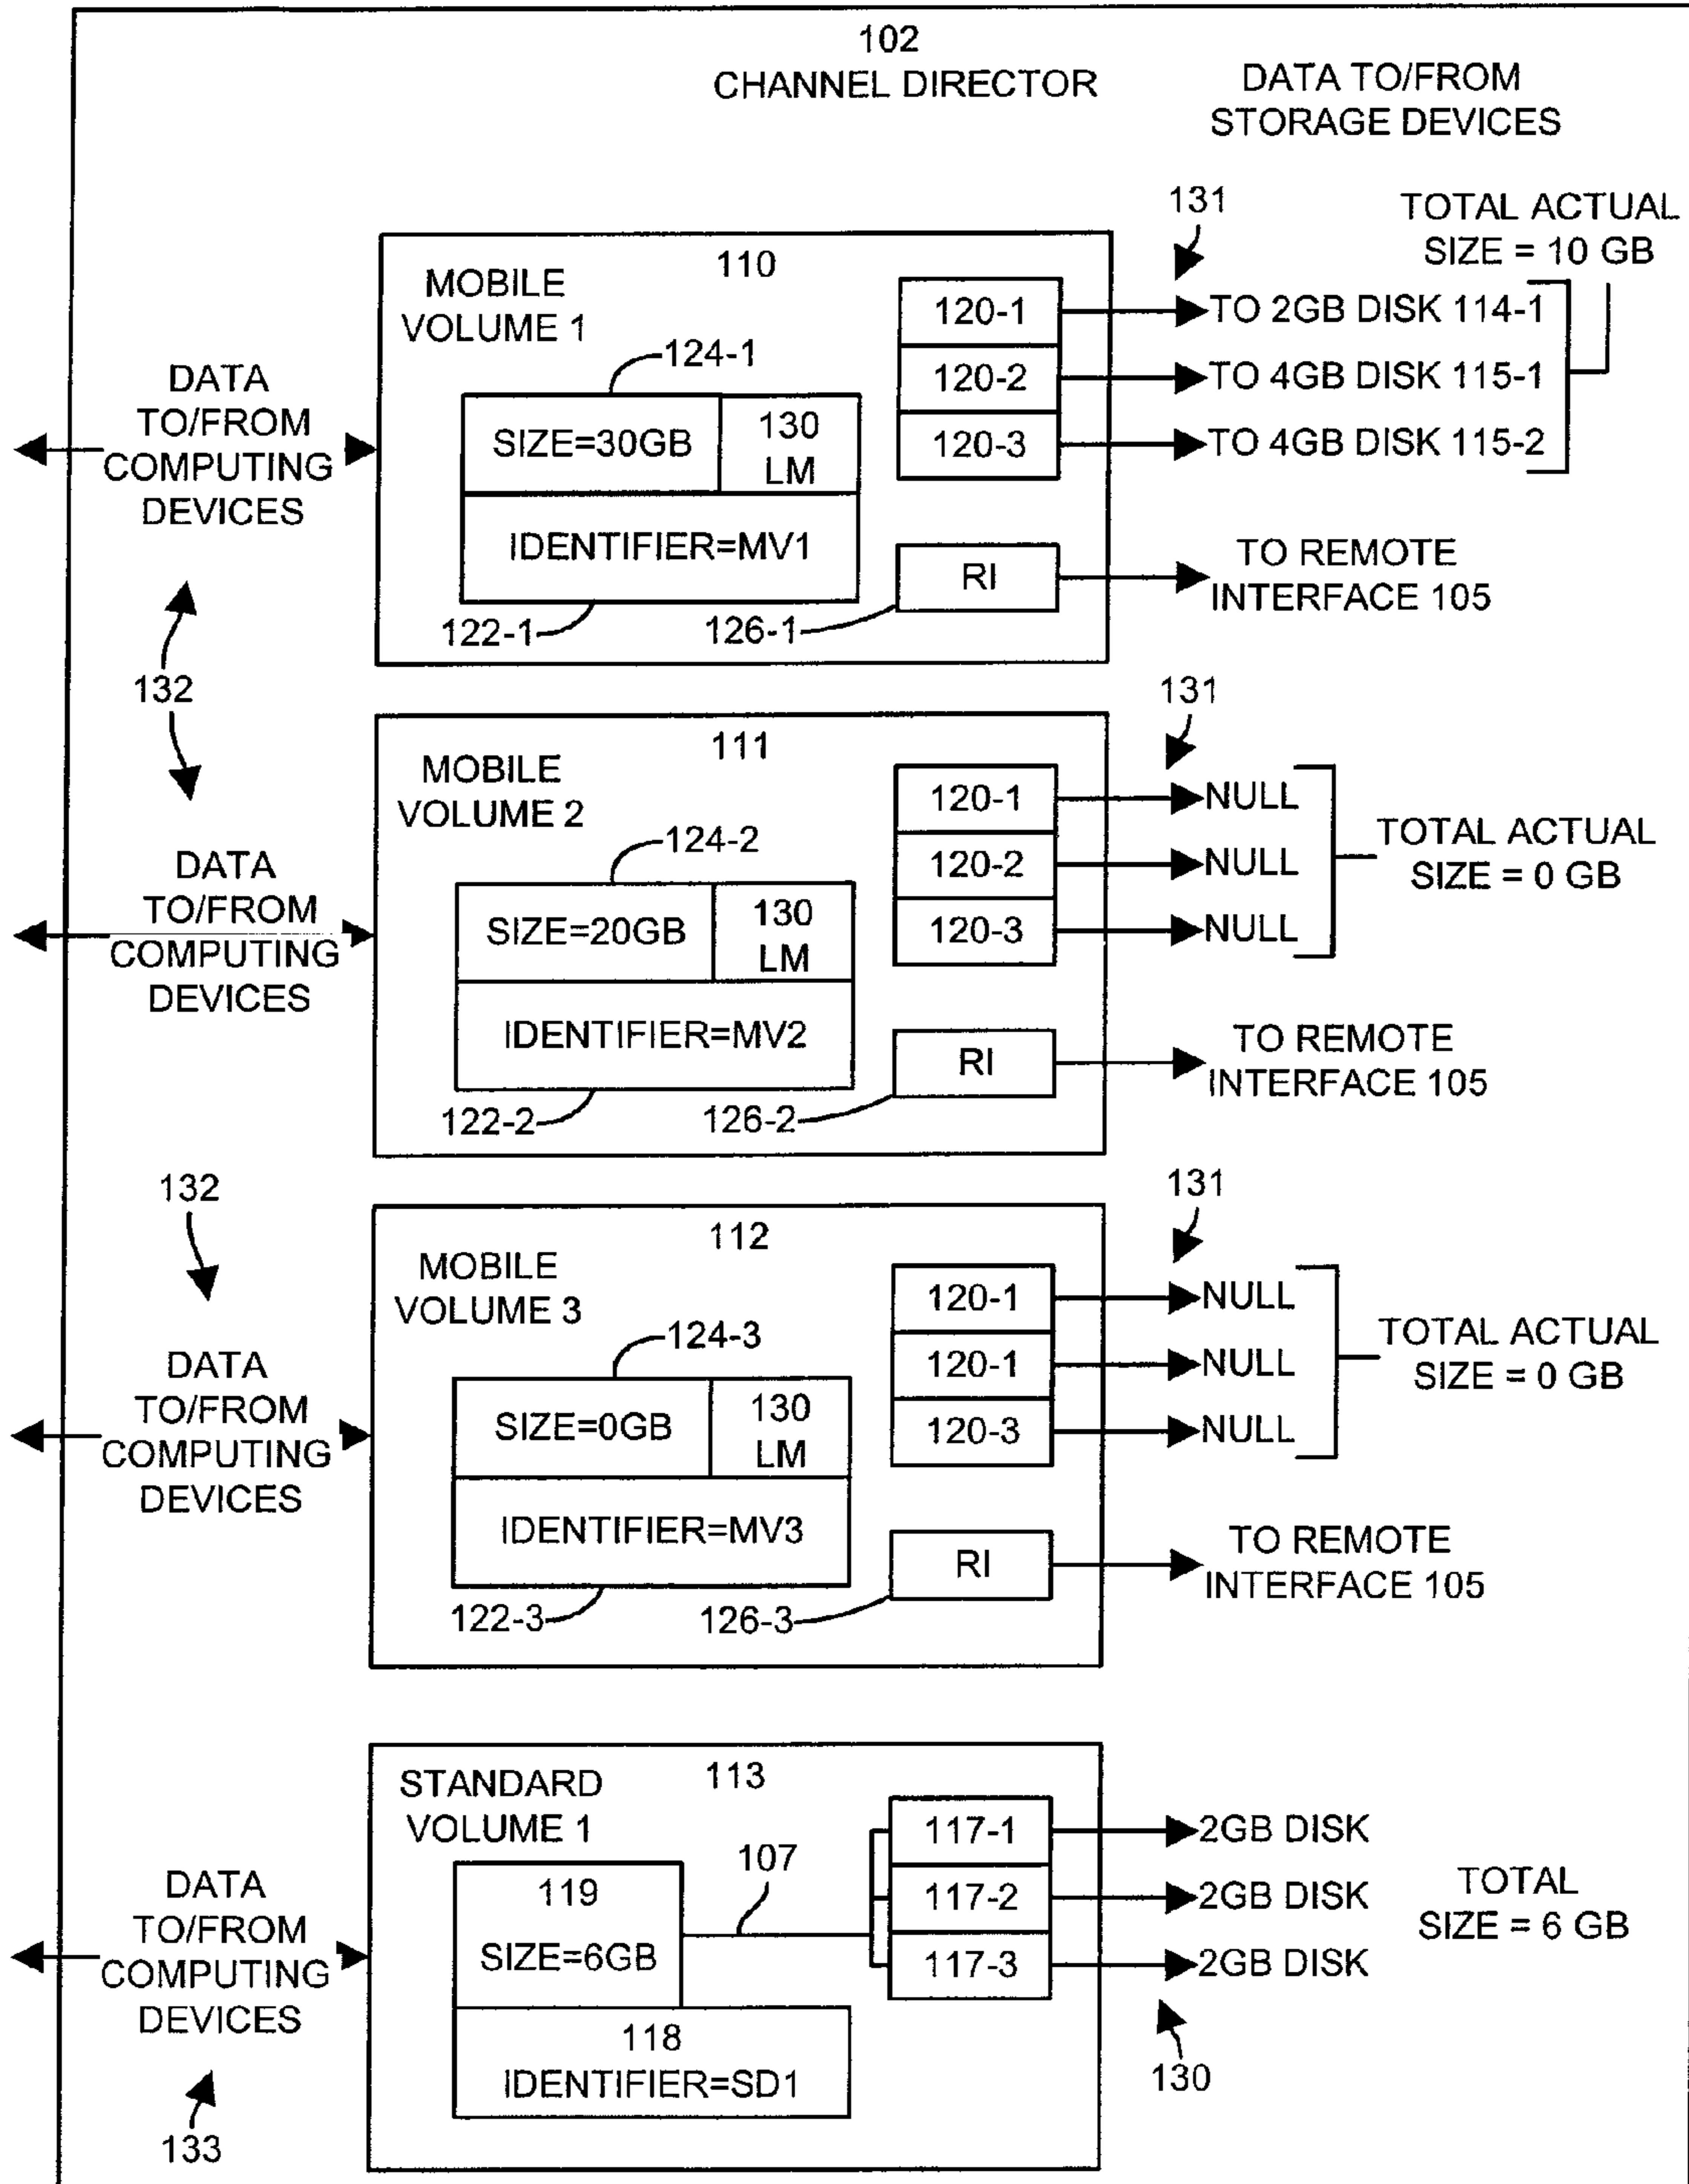 102
CHANNEL DIRECTOR
DATA TO/FROM
STORAGE DEVICES
131
TOTAL ACTUAL
SIZE = 10 GB
110
MOBILE
VOLUME 1
124-1
SIZE=30GB
130
LM
IDENTIFIER=MV1
122-1
126-1
120-1
TO 2GB DISK 114-1
120-2
TO 4GB DISK 115-1
120-3
TO 4GB DISK 115-2
RI
TO REMOTE
INTERFACE 105
DATA
TO/FROM
COMPUTING
DEVICES
132
131
111
MOBILE
VOLUME 2
124-2
SIZE=20GB
130
LM
IDENTIFIER=MV2
122-2
126-2
120-1
NULL
120-2
NULL
120-3
NULL
TOTAL ACTUAL
SIZE = 0 GB
RI
TO REMOTE
INTERFACE 105
DATA
TO/FROM
COMPUTING
DEVICES
132
131
112
MOBILE
VOLUME 3
124-3
SIZE=0GB
130
LM
IDENTIFIER=MV3
122-3
126-3
120-1
NULL
120-1
NULL
120-3
NULL
TOTAL ACTUAL
SIZE = 0 GB
RI
TO REMOTE
INTERFACE 105
DATA
TO/FROM
COMPUTING
DEVICES
113
STANDARD
VOLUME 1
107
119
SIZE=6GB
118
IDENTIFIER=SD1
117-1
2GB DISK
117-2
2GB DISK
117-3
2GB DISK
TOTAL
SIZE = 6 GB
130
DATA
TO/FROM
COMPUTING
DEVICES
133